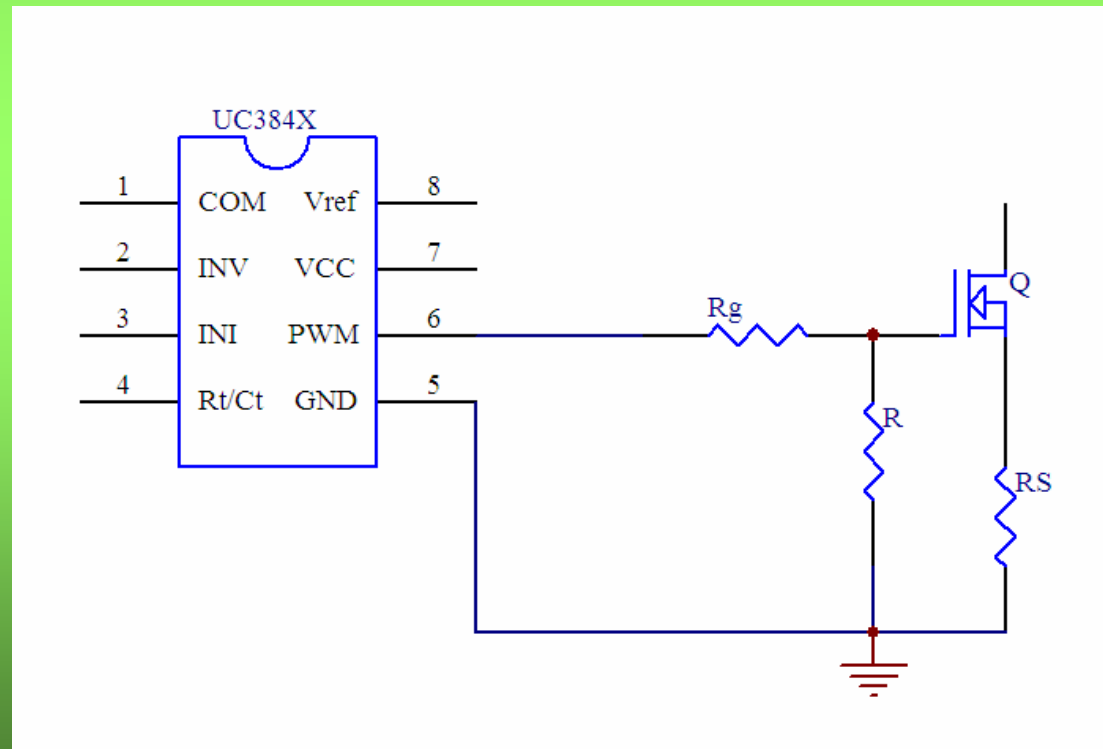 UC384X
1 COM Vref 8
2 INV VCC 7
3 INI PWM 6
4 Rt/Ct GND 5
Rg
Q
R
RS